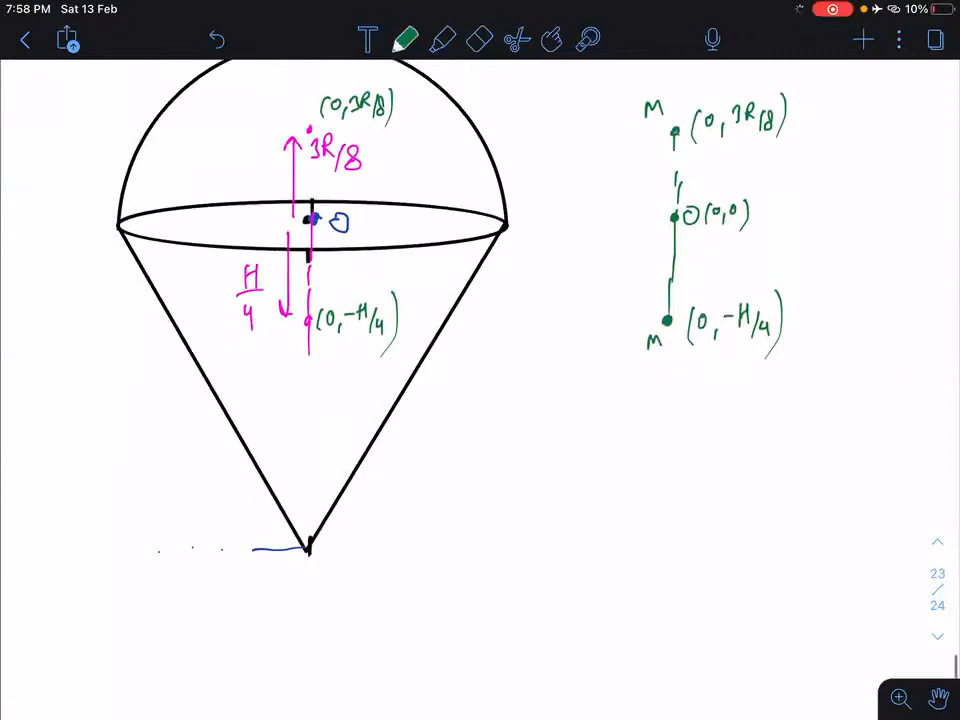 7:58 PM Sat 13 Feb
10%
T
(0, 3R/8)
3R/8
O
H
4
(0, -H/4)
M
(0, 3R/8)
O (0,0)
M (0, -H/4)
23
/
24